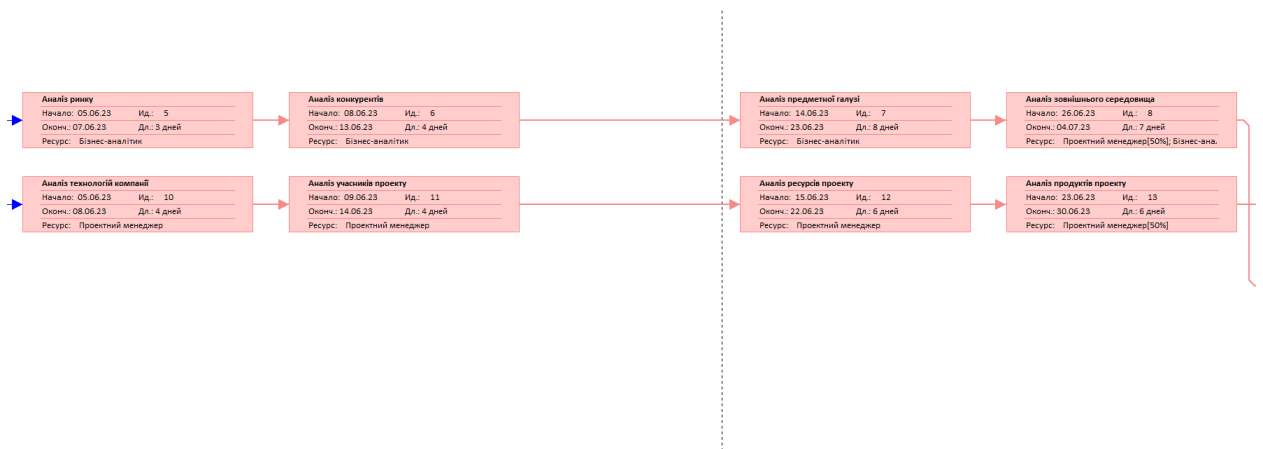 Аналіз ринку
Начало: 05.06.23 Ид.: 5
Оконч.: 07.06.23 Дл.: 3 дней
Ресурс: Бізнес-аналітик
Аналіз конкурентів
Начало: 08.06.23 Ид.: 6
Оконч.: 13.06.23 Дл.: 4 дней
Ресурс: Бізнес-аналітик
Аналіз предметної галузі
Начало: 14.06.23 Ид.: 7
Оконч.: 23.06.23 Дл.: 8 дней
Ресурс: Бізнес-аналітик
Аналіз зовнішнього середовища
Начало: 26.06.23 Ид.: 8
Оконч.: 04.07.23 Дл.: 7 дней
Ресурс: Проектний менеджер[50%]; Бізнес-ана.
Аналіз технологій компанії
Начало: 05.06.23 Ид.: 10
Оконч.: 08.06.23 Дл.: 4 дней
Ресурс: Проектний менеджер
Аналіз учасників проекту
Начало: 09.06.23 Ид.: 11
Оконч.: 14.06.23 Дл.: 4 дней
Ресурс: Проектний менеджер
Аналіз ресурсів проекту
Начало: 15.06.23 Ид.: 12
Оконч.: 22.06.23 Дл.: 6 дней
Ресурс: Проектний менеджер
Аналіз продуктів проекту
Начало: 23.06.23 Ид.: 13
Оконч.: 30.06.23 Дл.: 6 дней
Ресурс: Проектний менеджер[50%]